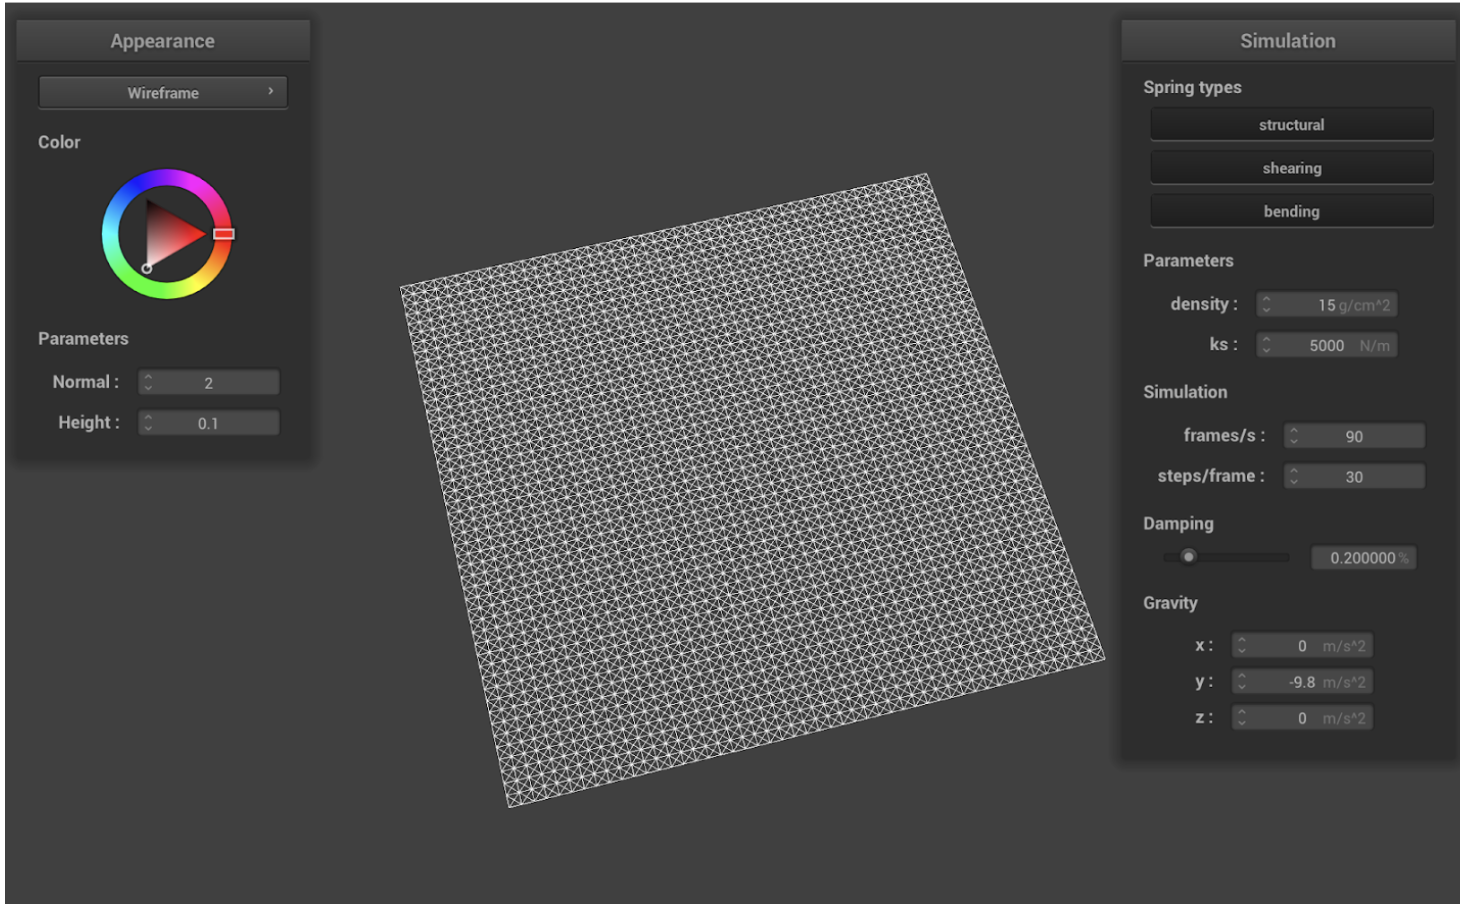 Appearance
Wireframe
Color
Parameters
Normal : 2
Height : 0.1
Simulation
Spring types
structural
shearing
bending
Parameters
density : 15 g/cm^2
ks : 5000 N/m
Simulation
frames/s : 90
steps/frame : 30
Damping
0.200000 %
Gravity
x : 0 m/s^2
y : -9.8 m/s^2
z : 0 m/s^2